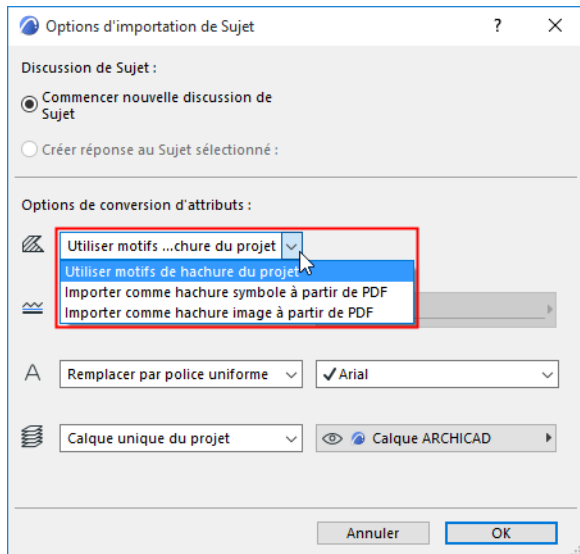 Options d'importation de Sujet
?
Discussion de Sujet :
Commencer nouvelle discussion de
Sujet
Créer réponse au Sujet sélectionné :
Options de conversion d'attributs :
Utiliser motifs ...chure du projet
Utiliser motifs de hachure du projet
Importer comme hachure symbole à partir de PDF
Importer comme hachure image à partir de PDF
A
Remplacer par police uniforme
Arial
Calque unique du projet
Calque ARCHICAD
Annuler
OK